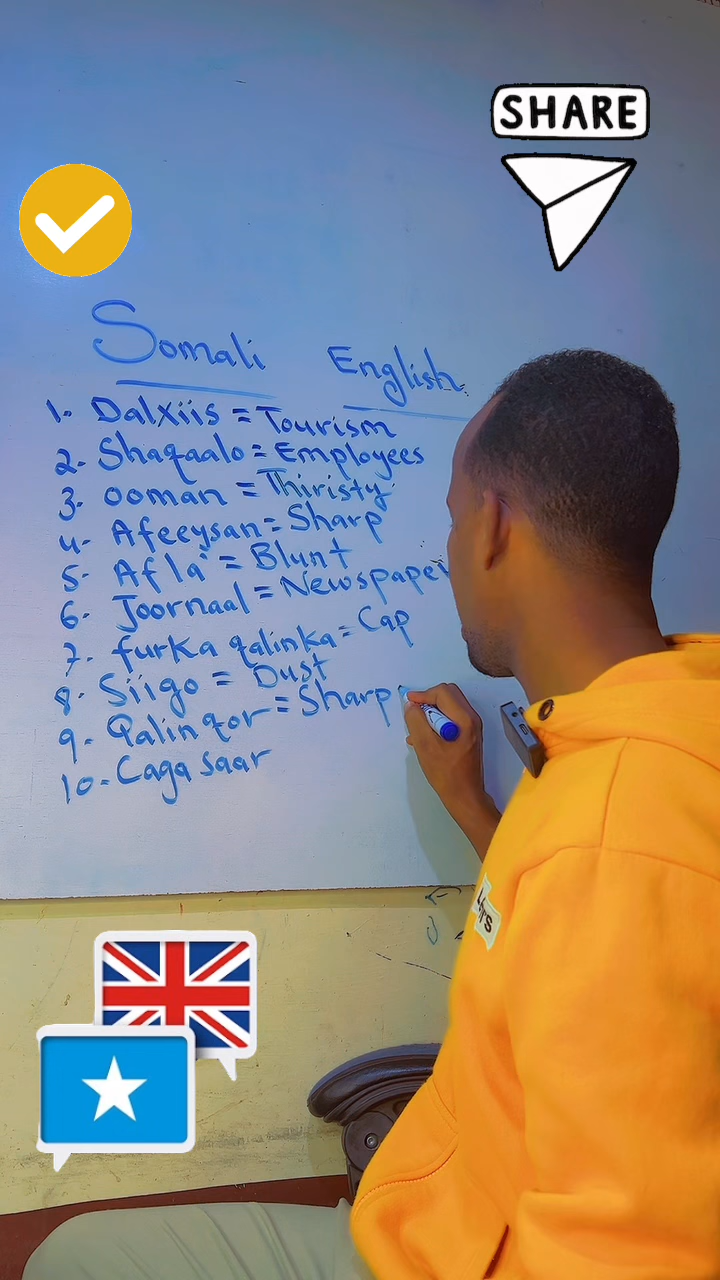 SHARE
Somali English
1. Dalxiis = Tourism
2. Shaqaalo = Employees
3. ooman = Thiristy
4. Afeeysan = Sharp
5. Afla' = Blunt
6. Joornaal = Newspaper
7. furka qalinka = Cap
8. Siigo = Dust
9. Qalin qor = Sharp
10. Caga saar